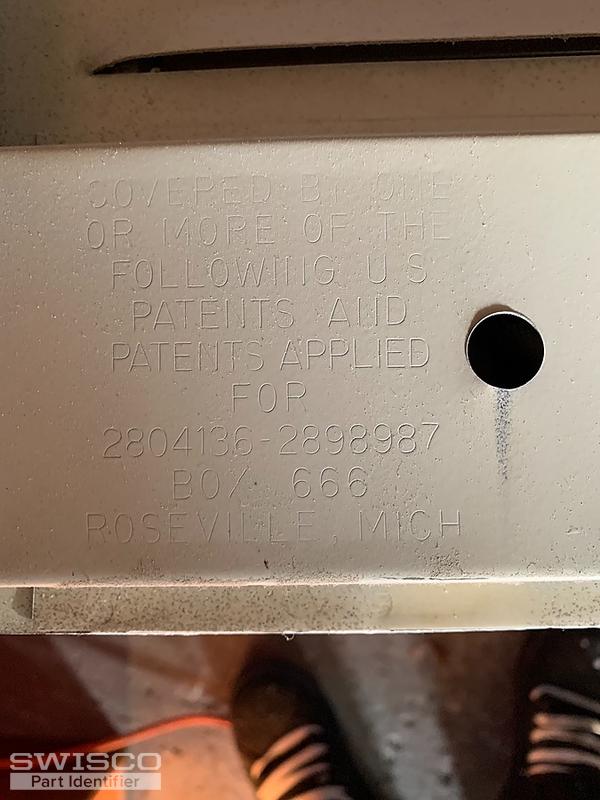 COVERED BY ONE
OR MORE OF THE
FOLLOWING U S
PATENTS AND
PATENTS APPLIED
FOR
2804136-2898987
BOX 666
ROSEVILLE, MICH
SWISCO
Part Identifier